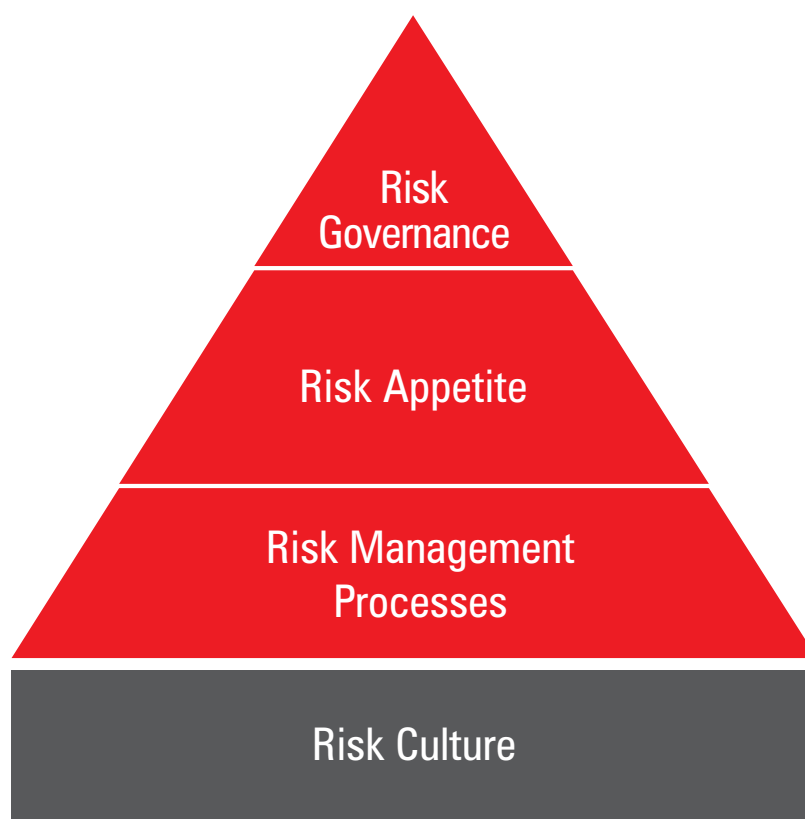 Risk
Governance
Risk Appetite
Risk Management
Processes
Risk Culture